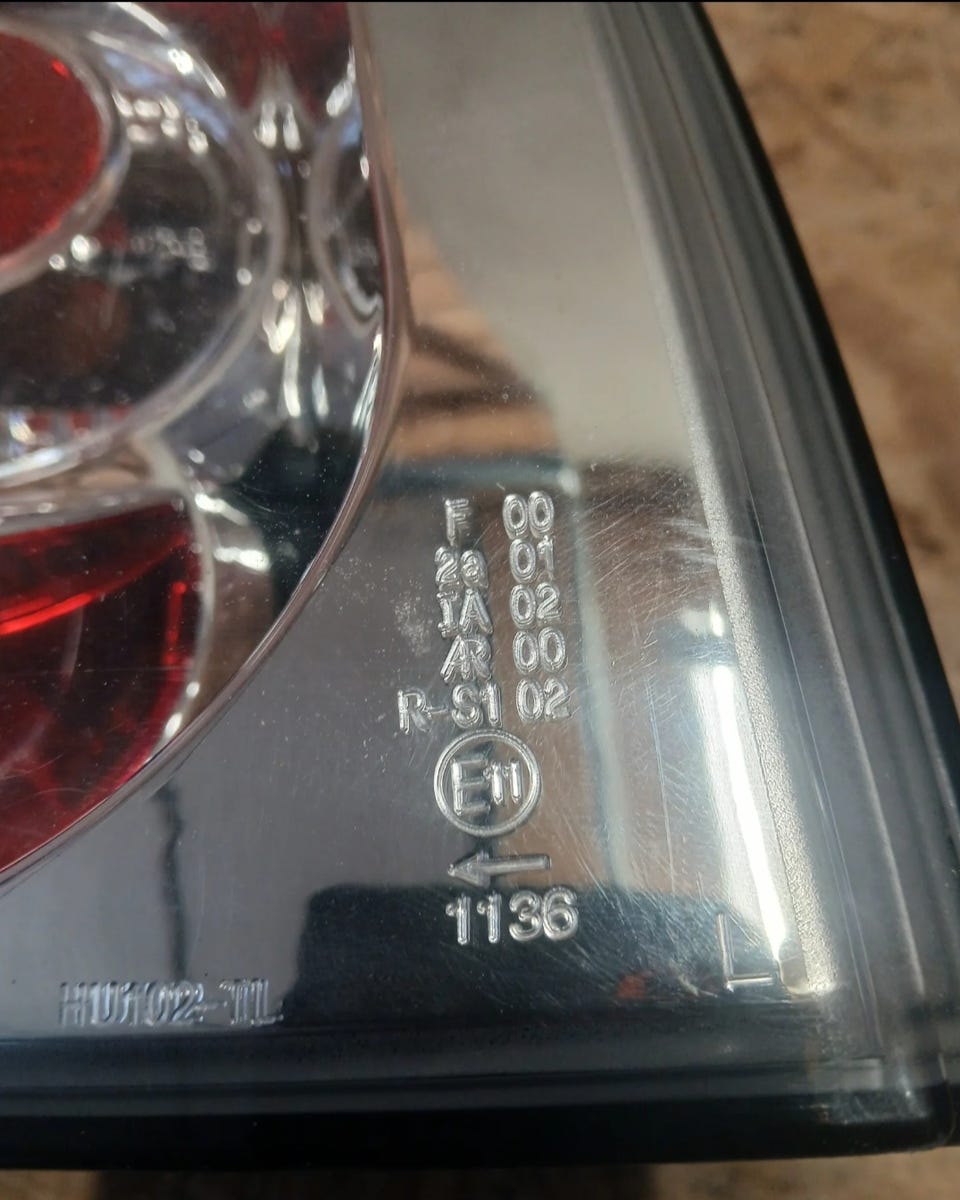 F 00
2a 01
IA 02
AR 00
R-S1 02
E11
←
1136
L
HU102-TL